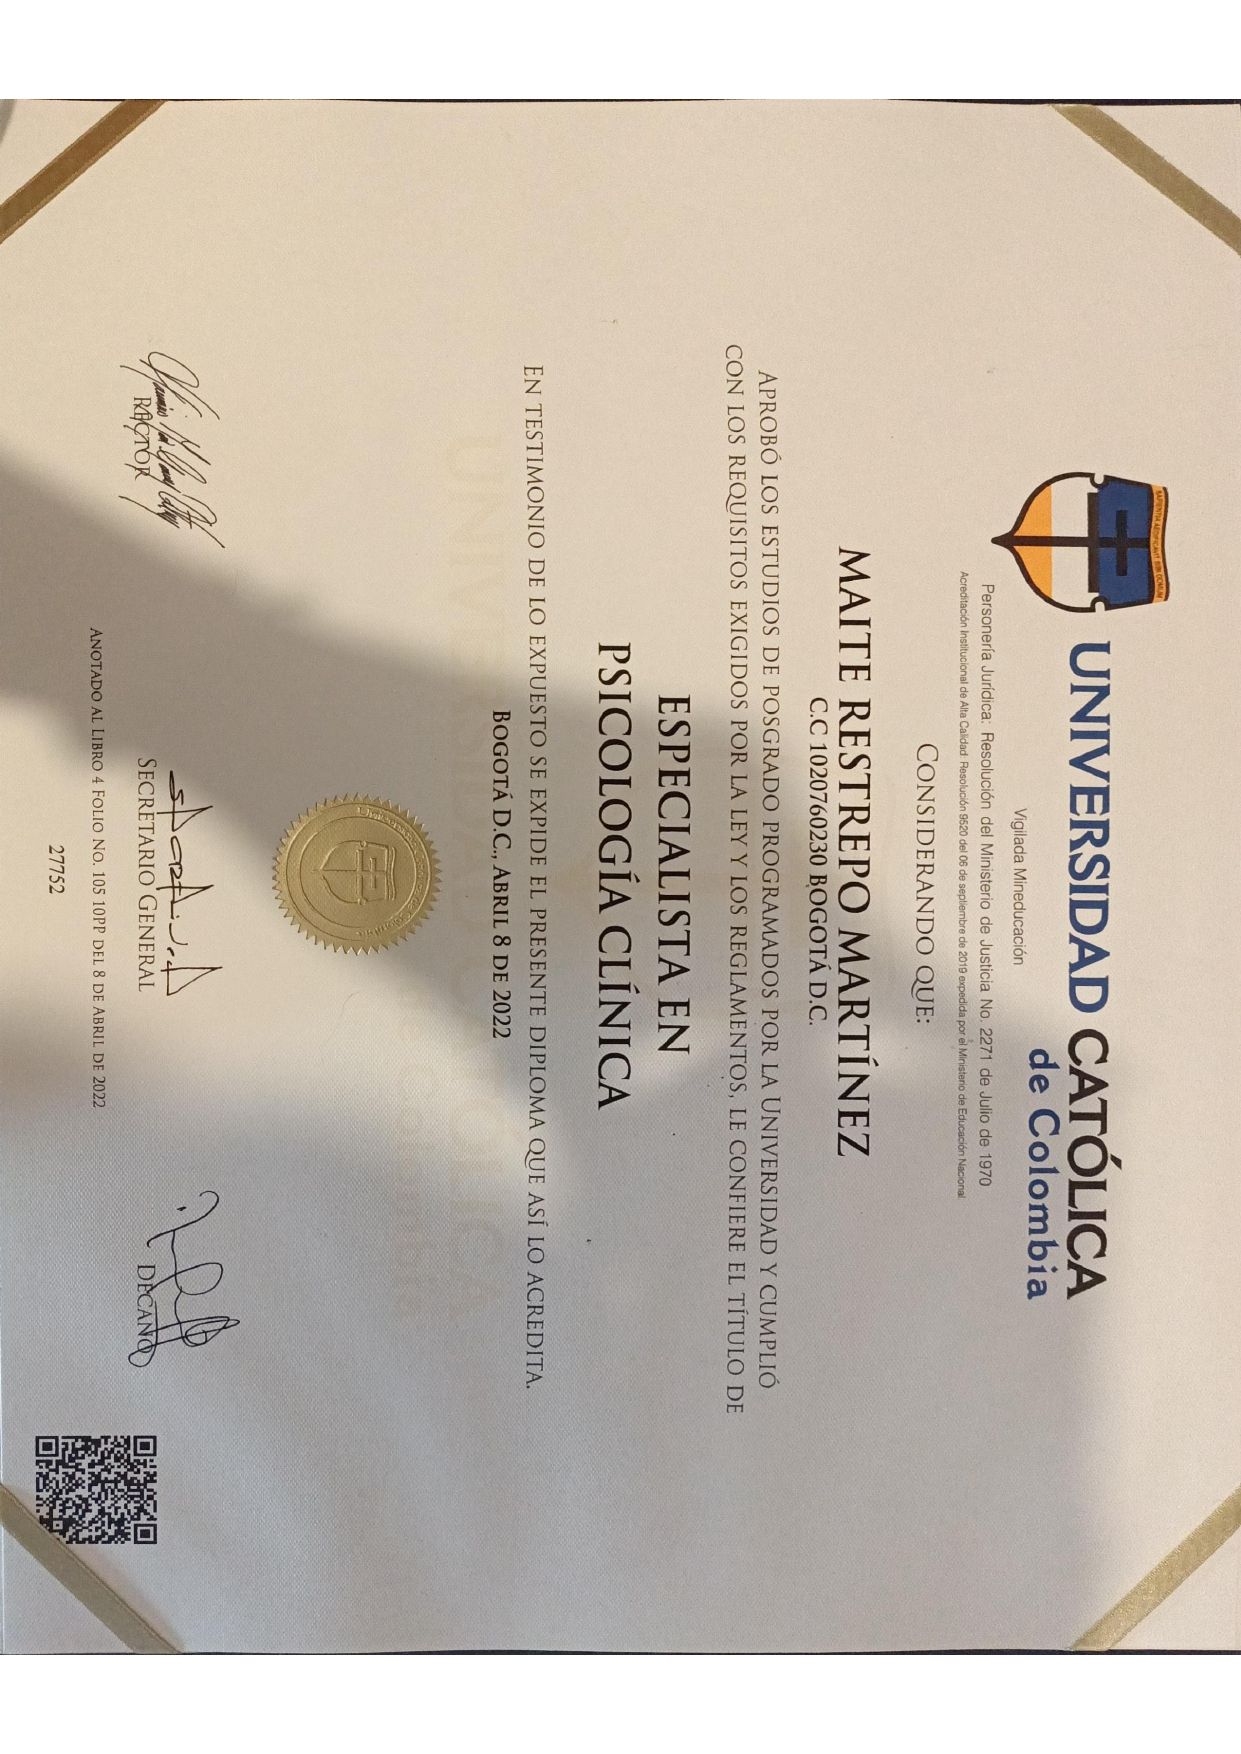 SAPIENTIA AEDIFICAVIT SIBI DOMUM
UNIVERSIDAD CATÓLICA
de Colombia
Vigilada Mineducación
Personería Jurídica: Resolución del Ministerio de Justicia No. 2271 de Julio de 1970
Acreditación Institucional de Alta Calidad. Resolución 9520 del 06 de septiembre de 2019 expedida por el Ministerio de Educación Nacional
CONSIDERANDO QUE:
MAITE RESTREPO MARTÍNEZ
C.C 1020760230 BOGOTÁ D.C.
APROBÓ LOS ESTUDIOS DE POSGRADO PROGRAMADOS POR LA UNIVERSIDAD Y CUMPLIÓ
CON LOS REQUISITOS EXIGIDOS POR LA LEY Y LOS REGLAMENTOS, LE CONFIERE EL TÍTULO DE
ESPECIALISTA EN
PSICOLOGÍA CLÍNICA
EN TESTIMONIO DE LO EXPUESTO SE EXPIDE EL PRESENTE DIPLOMA QUE ASÍ LO ACREDITA.
BOGOTÁ D.C., ABRIL 8 DE 2022
RECTOR
SECRETARIO GENERAL
DECANO
ANOTADO AL LIBRO 4 FOLIO NO. 105 10PP DEL 8 DE ABRIL DE 2022
27752